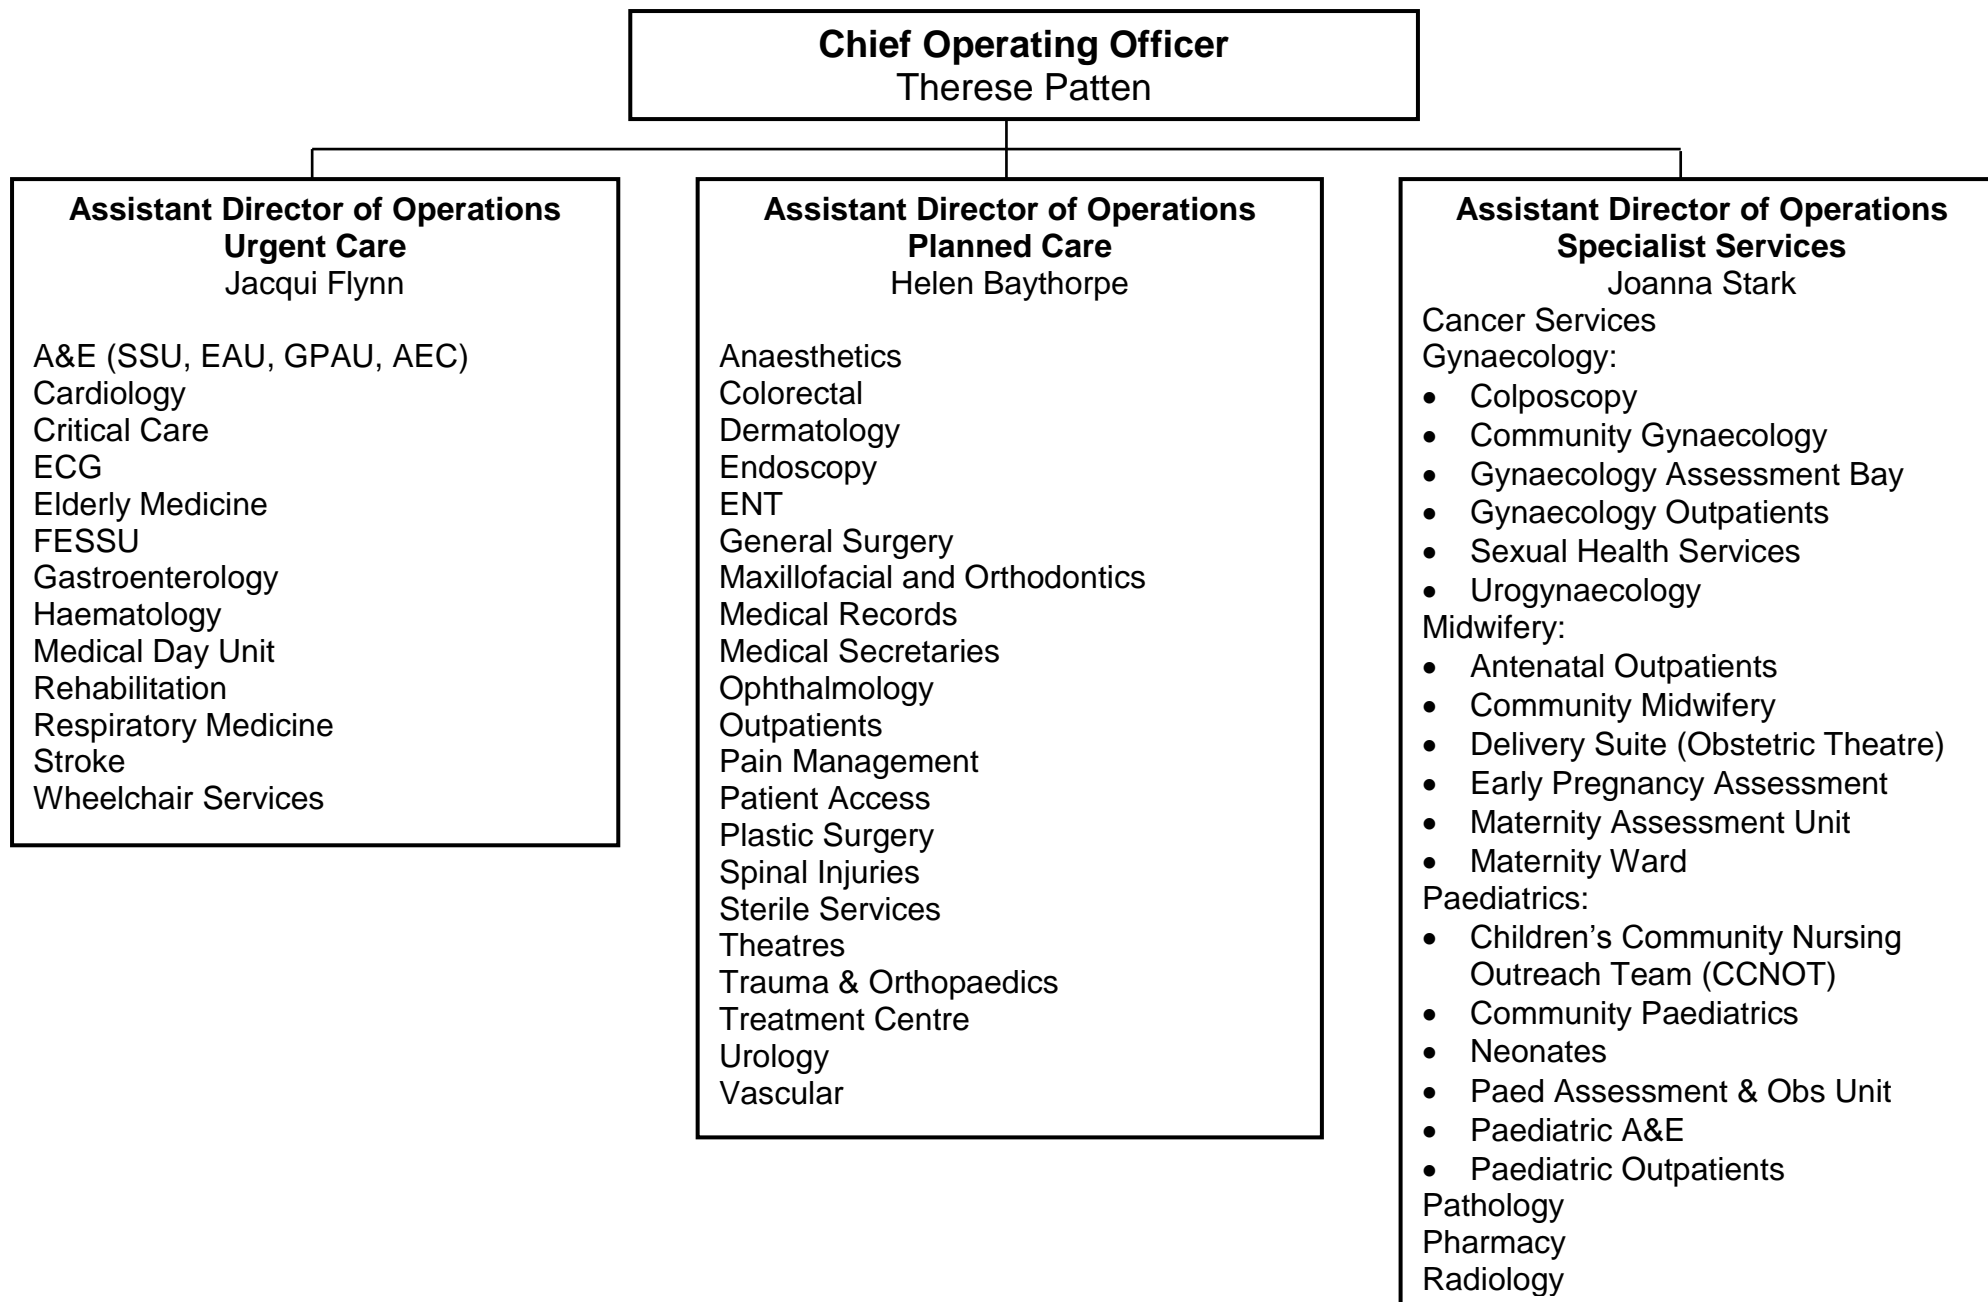 Chief Operating Officer
Therese Patten
Assistant Director of Operations
Urgent Care
Jacqui Flynn
A&E (SSU, EAU, GPAU, AEC)
Cardiology
Critical Care
ECG
Elderly Medicine
FESSU
Gastroenterology
Haematology
Medical Day Unit
Rehabilitation
Respiratory Medicine
Stroke
Wheelchair Services
Assistant Director of Operations
Planned Care
Helen Baythorpe
Anaesthetics
Colorectal
Dermatology
Endoscopy
ENT
General Surgery
Maxillofacial and Orthodontics
Medical Records
Medical Secretaries
Ophthalmology
Outpatients
Pain Management
Patient Access
Plastic Surgery
Spinal Injuries
Sterile Services
Theatres
Trauma & Orthopaedics
Treatment Centre
Urology
Vascular
Assistant Director of Operations
Specialist Services
Joanna Stark
Cancer Services
Gynaecology:
• Colposcopy
• Community Gynaecology
• Gynaecology Assessment Bay
• Gynaecology Outpatients
• Sexual Health Services
• Urogynaecology
Midwifery:
• Antenatal Outpatients
• Community Midwifery
• Delivery Suite (Obstetric Theatre)
• Early Pregnancy Assessment
• Maternity Assessment Unit
• Maternity Ward
Paediatrics:
• Children’s Community Nursing
Outreach Team (CCNOT)
• Community Paediatrics
• Neonates
• Paed Assessment & Obs Unit
• Paediatric A&E
• Paediatric Outpatients
Pathology
Pharmacy
Radiology